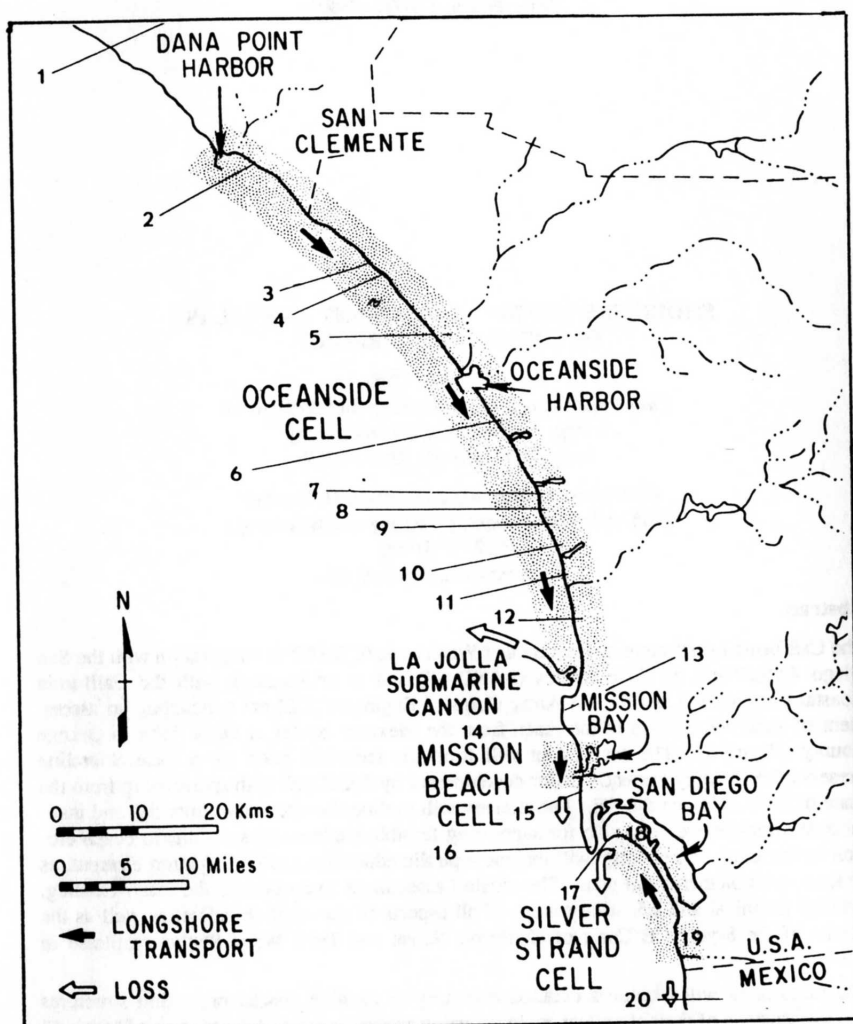 DANA POINT
HARBOR
1
SAN
CLEMENTE
2
3
4
5
OCEANSIDE
HARBOR
OCEANSIDE
CELL
6
7
8
9
10
11
12
N
LA JOLLA
SUBMARINE
CANYON
13
MISSION
BAY
14
MISSION
BEACH
CELL
SAN DIEGO
BAY
15
16
17
18
0 10 20 Kms
0 5 10 Miles
SILVER
STRAND
CELL
19
20
LONGSHORE
TRANSPORT
LOSS
U.S.A.
MEXICO